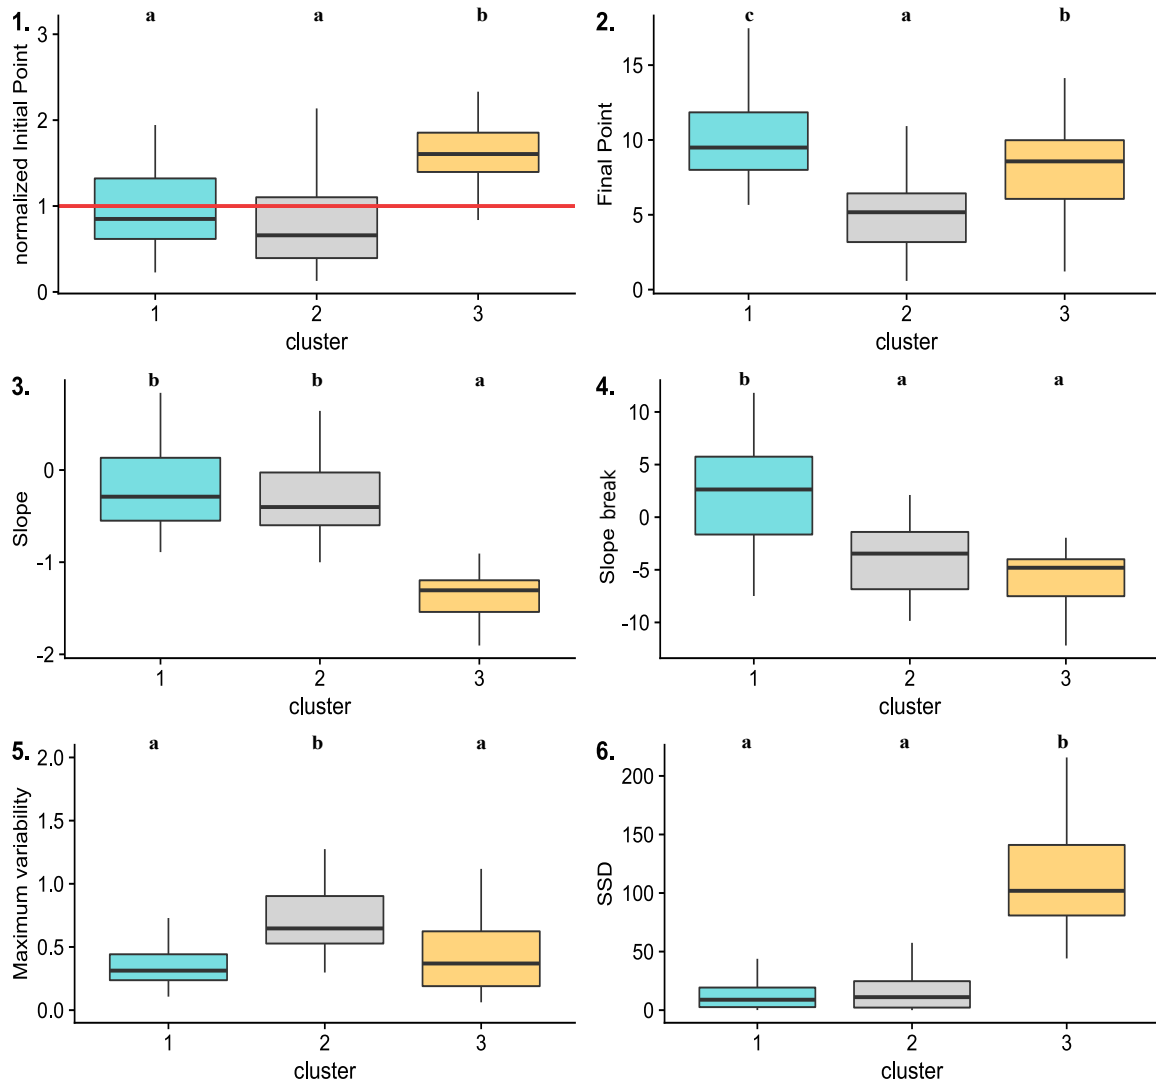 1.
a a b
normalized Initial Point
3
2
1
0
1 2 3
cluster
2.
c a b
Final Point
15
10
5
0
1 2 3
cluster
3.
b b a
Slope
0
-1
-2
1 2 3
cluster
4.
b a a
Slope break
10
5
0
-5
-10
1 2 3
cluster
5.
a b a
Maximum variability
2.0
1.5
1.0
0.5
0.0
1 2 3
cluster
6.
a a b
SSD
200
150
100
50
0
1 2 3
cluster